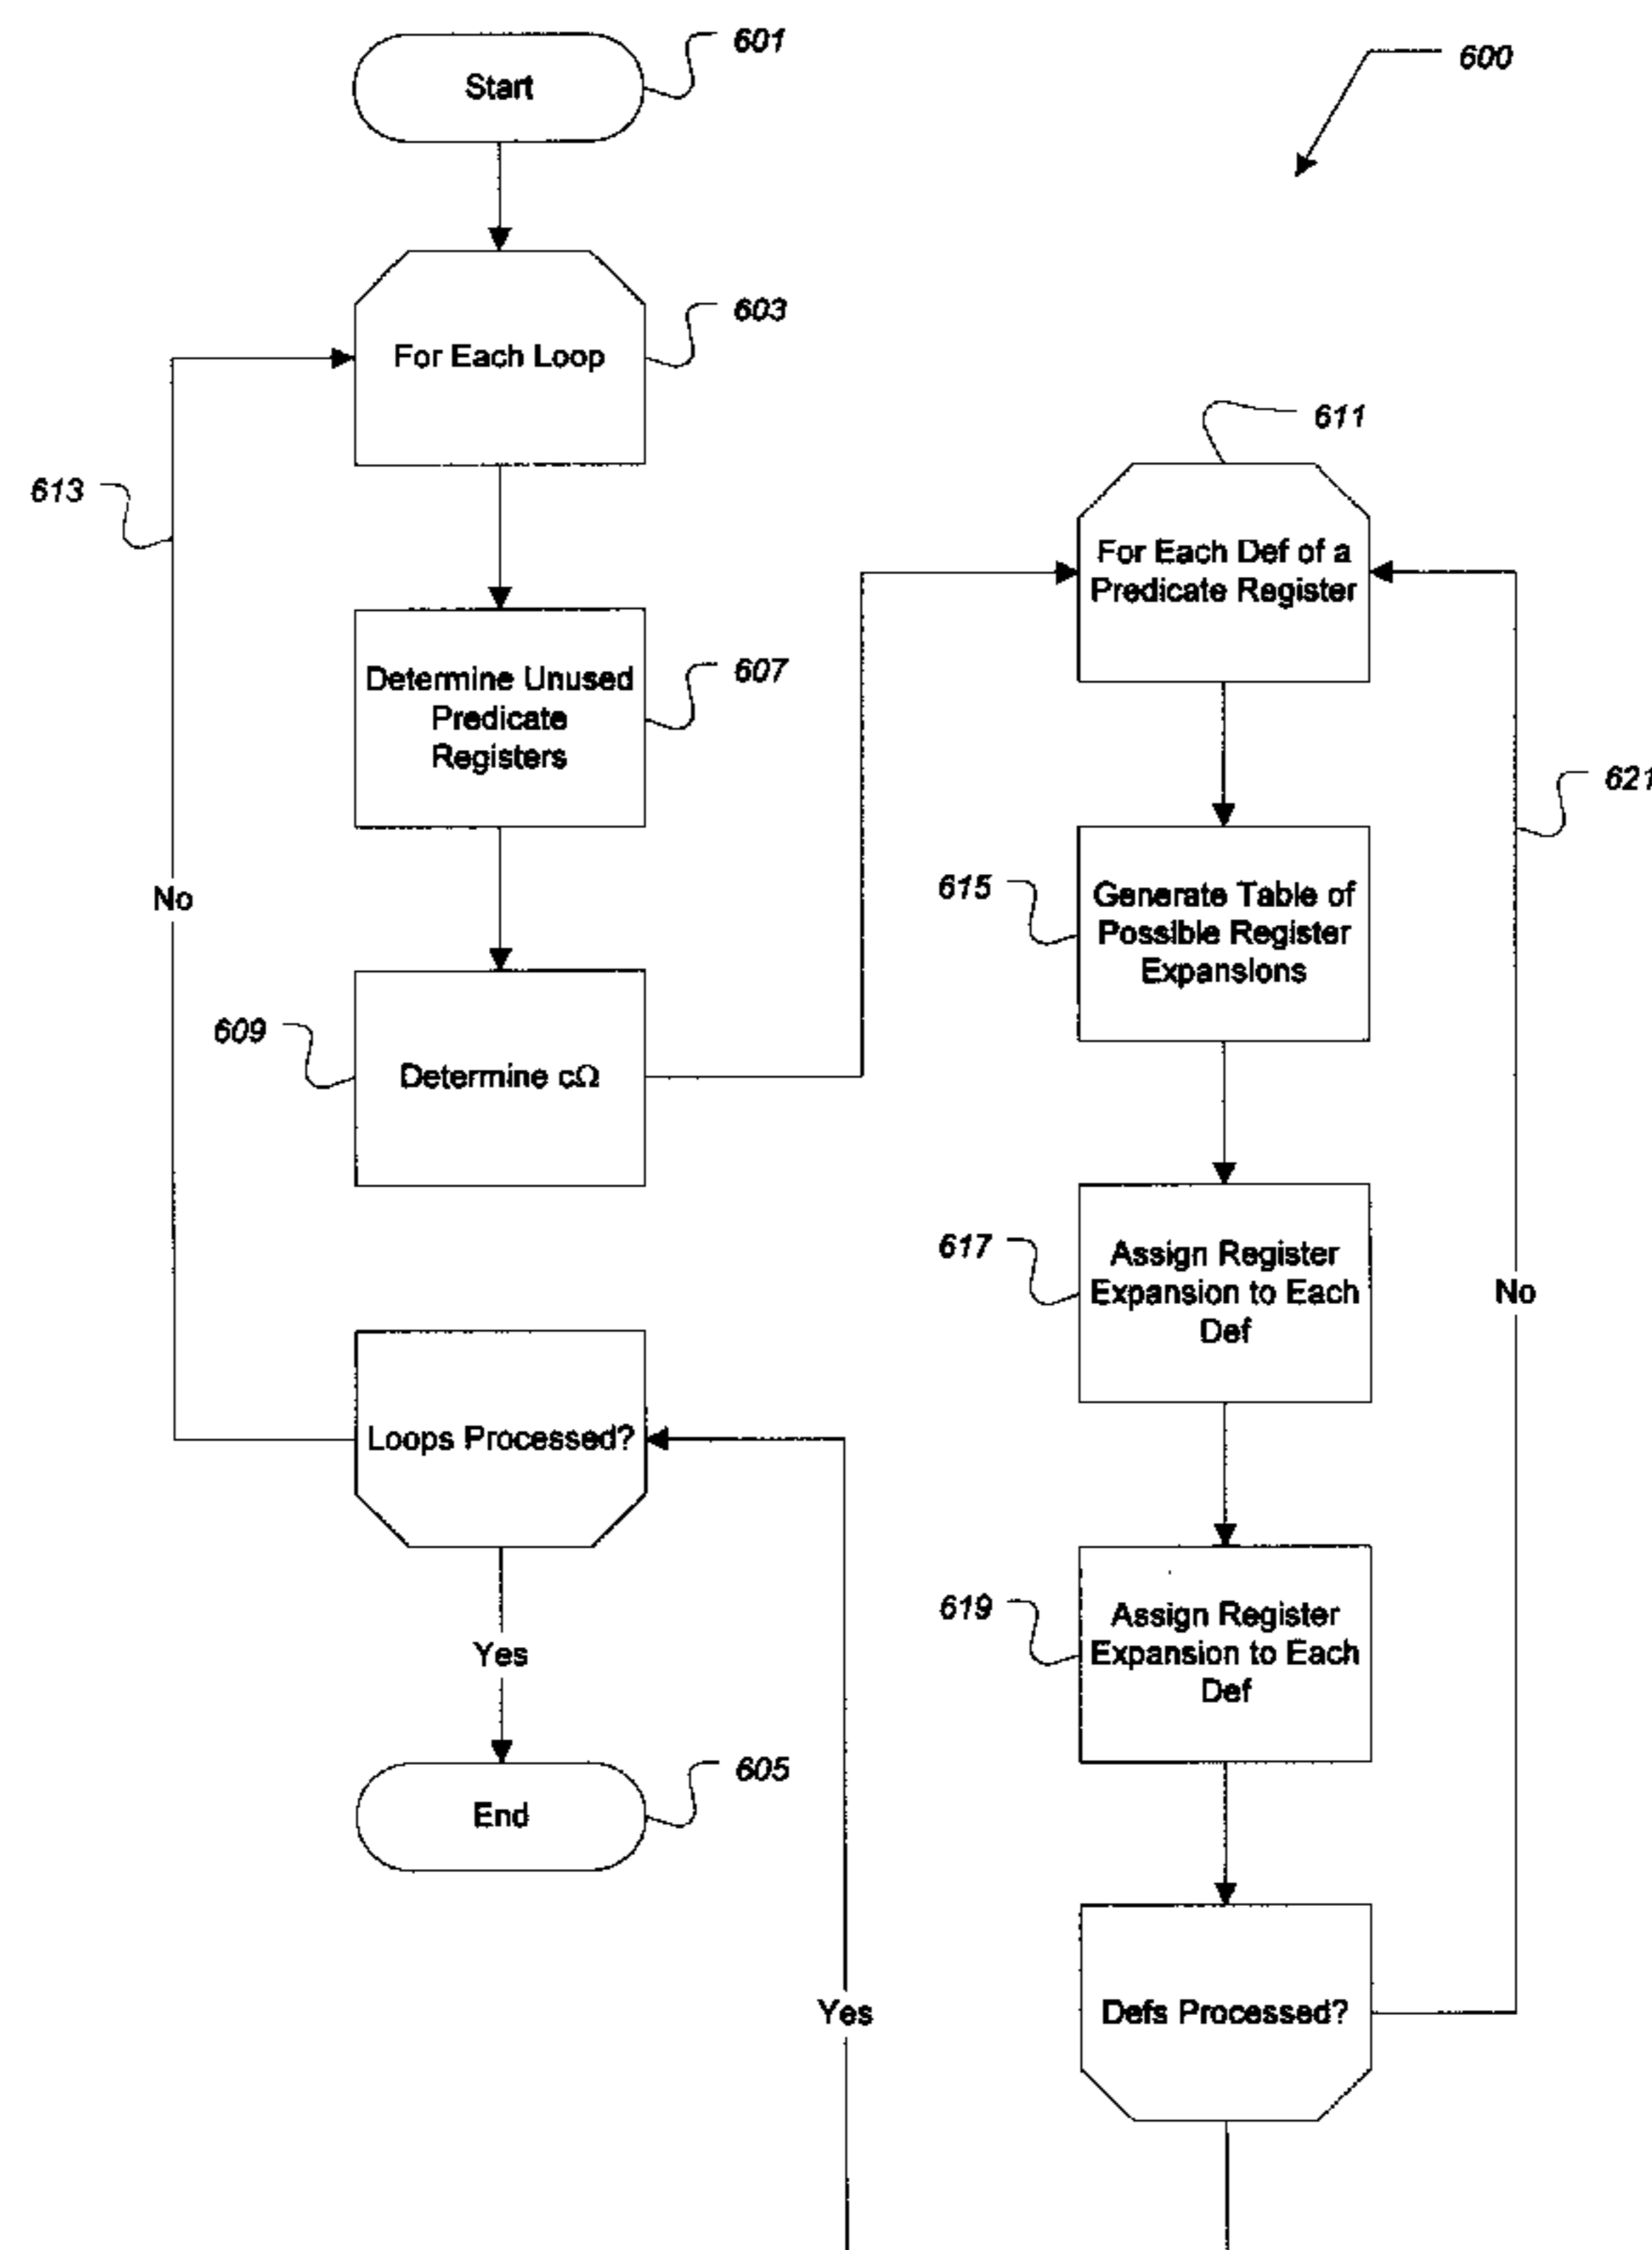 601
Start
600
603
For Each Loop
611
613
For Each Def of a
Predicate Register
607
Determine Unused
Predicate
Registers
621
615
Generate Table of
Possible Register
Expansions
No
609
Determine cΩ
617
Assign Register
Expansion to Each
Def
No
Loops Processed?
619
Assign Register
Expansion to Each
Def
Yes
605
End
Yes
Defs Processed?